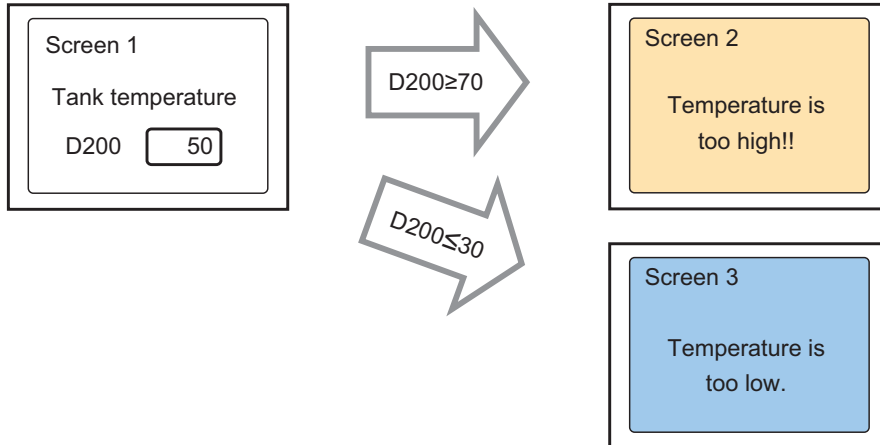 Screen 1
Tank temperature
D200 50
D200≥70
D200≤30
Screen 2
Temperature is
too high!!
Screen 3
Temperature is
too low.